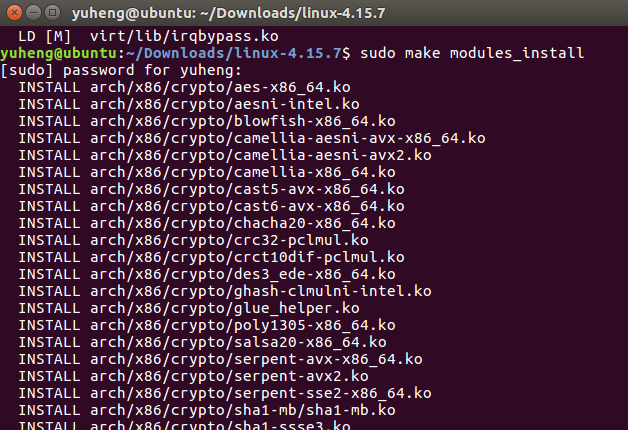 yuheng@ubuntu: ~/Downloads/linux-4.15.7
LD [M]  virt/lib/irqbypass.ko
yuheng@ubuntu:~/Downloads/linux-4.15.7$ sudo make modules_install
[sudo] password for yuheng:
INSTALL arch/x86/crypto/aes-x86_64.ko
INSTALL arch/x86/crypto/aesni-intel.ko
INSTALL arch/x86/crypto/blowfish-x86_64.ko
INSTALL arch/x86/crypto/camellia-aesni-avx-x86_64.ko
INSTALL arch/x86/crypto/camellia-aesni-avx2.ko
INSTALL arch/x86/crypto/camellia-x86_64.ko
INSTALL arch/x86/crypto/cast5-avx-x86_64.ko
INSTALL arch/x86/crypto/cast6-avx-x86_64.ko
INSTALL arch/x86/crypto/chacha20-x86_64.ko
INSTALL arch/x86/crypto/crc32-pclmul.ko
INSTALL arch/x86/crypto/crct10dif-pclmul.ko
INSTALL arch/x86/crypto/des3_ede-x86_64.ko
INSTALL arch/x86/crypto/ghash-clmulni-intel.ko
INSTALL arch/x86/crypto/glue_helper.ko
INSTALL arch/x86/crypto/poly1305-x86_64.ko
INSTALL arch/x86/crypto/salsa20-x86_64.ko
INSTALL arch/x86/crypto/serpent-avx-x86_64.ko
INSTALL arch/x86/crypto/serpent-avx2.ko
INSTALL arch/x86/crypto/serpent-sse2-x86_64.ko
INSTALL arch/x86/crypto/sha1-mb/sha1-mb.ko
INSTALL arch/x86/crypto/sha1-ssse3.ko